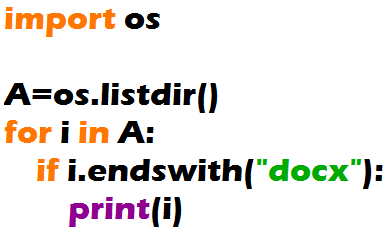 import os

A=os.listdir()
for i in A:
    if i.endswith("docx"):
        print(i)